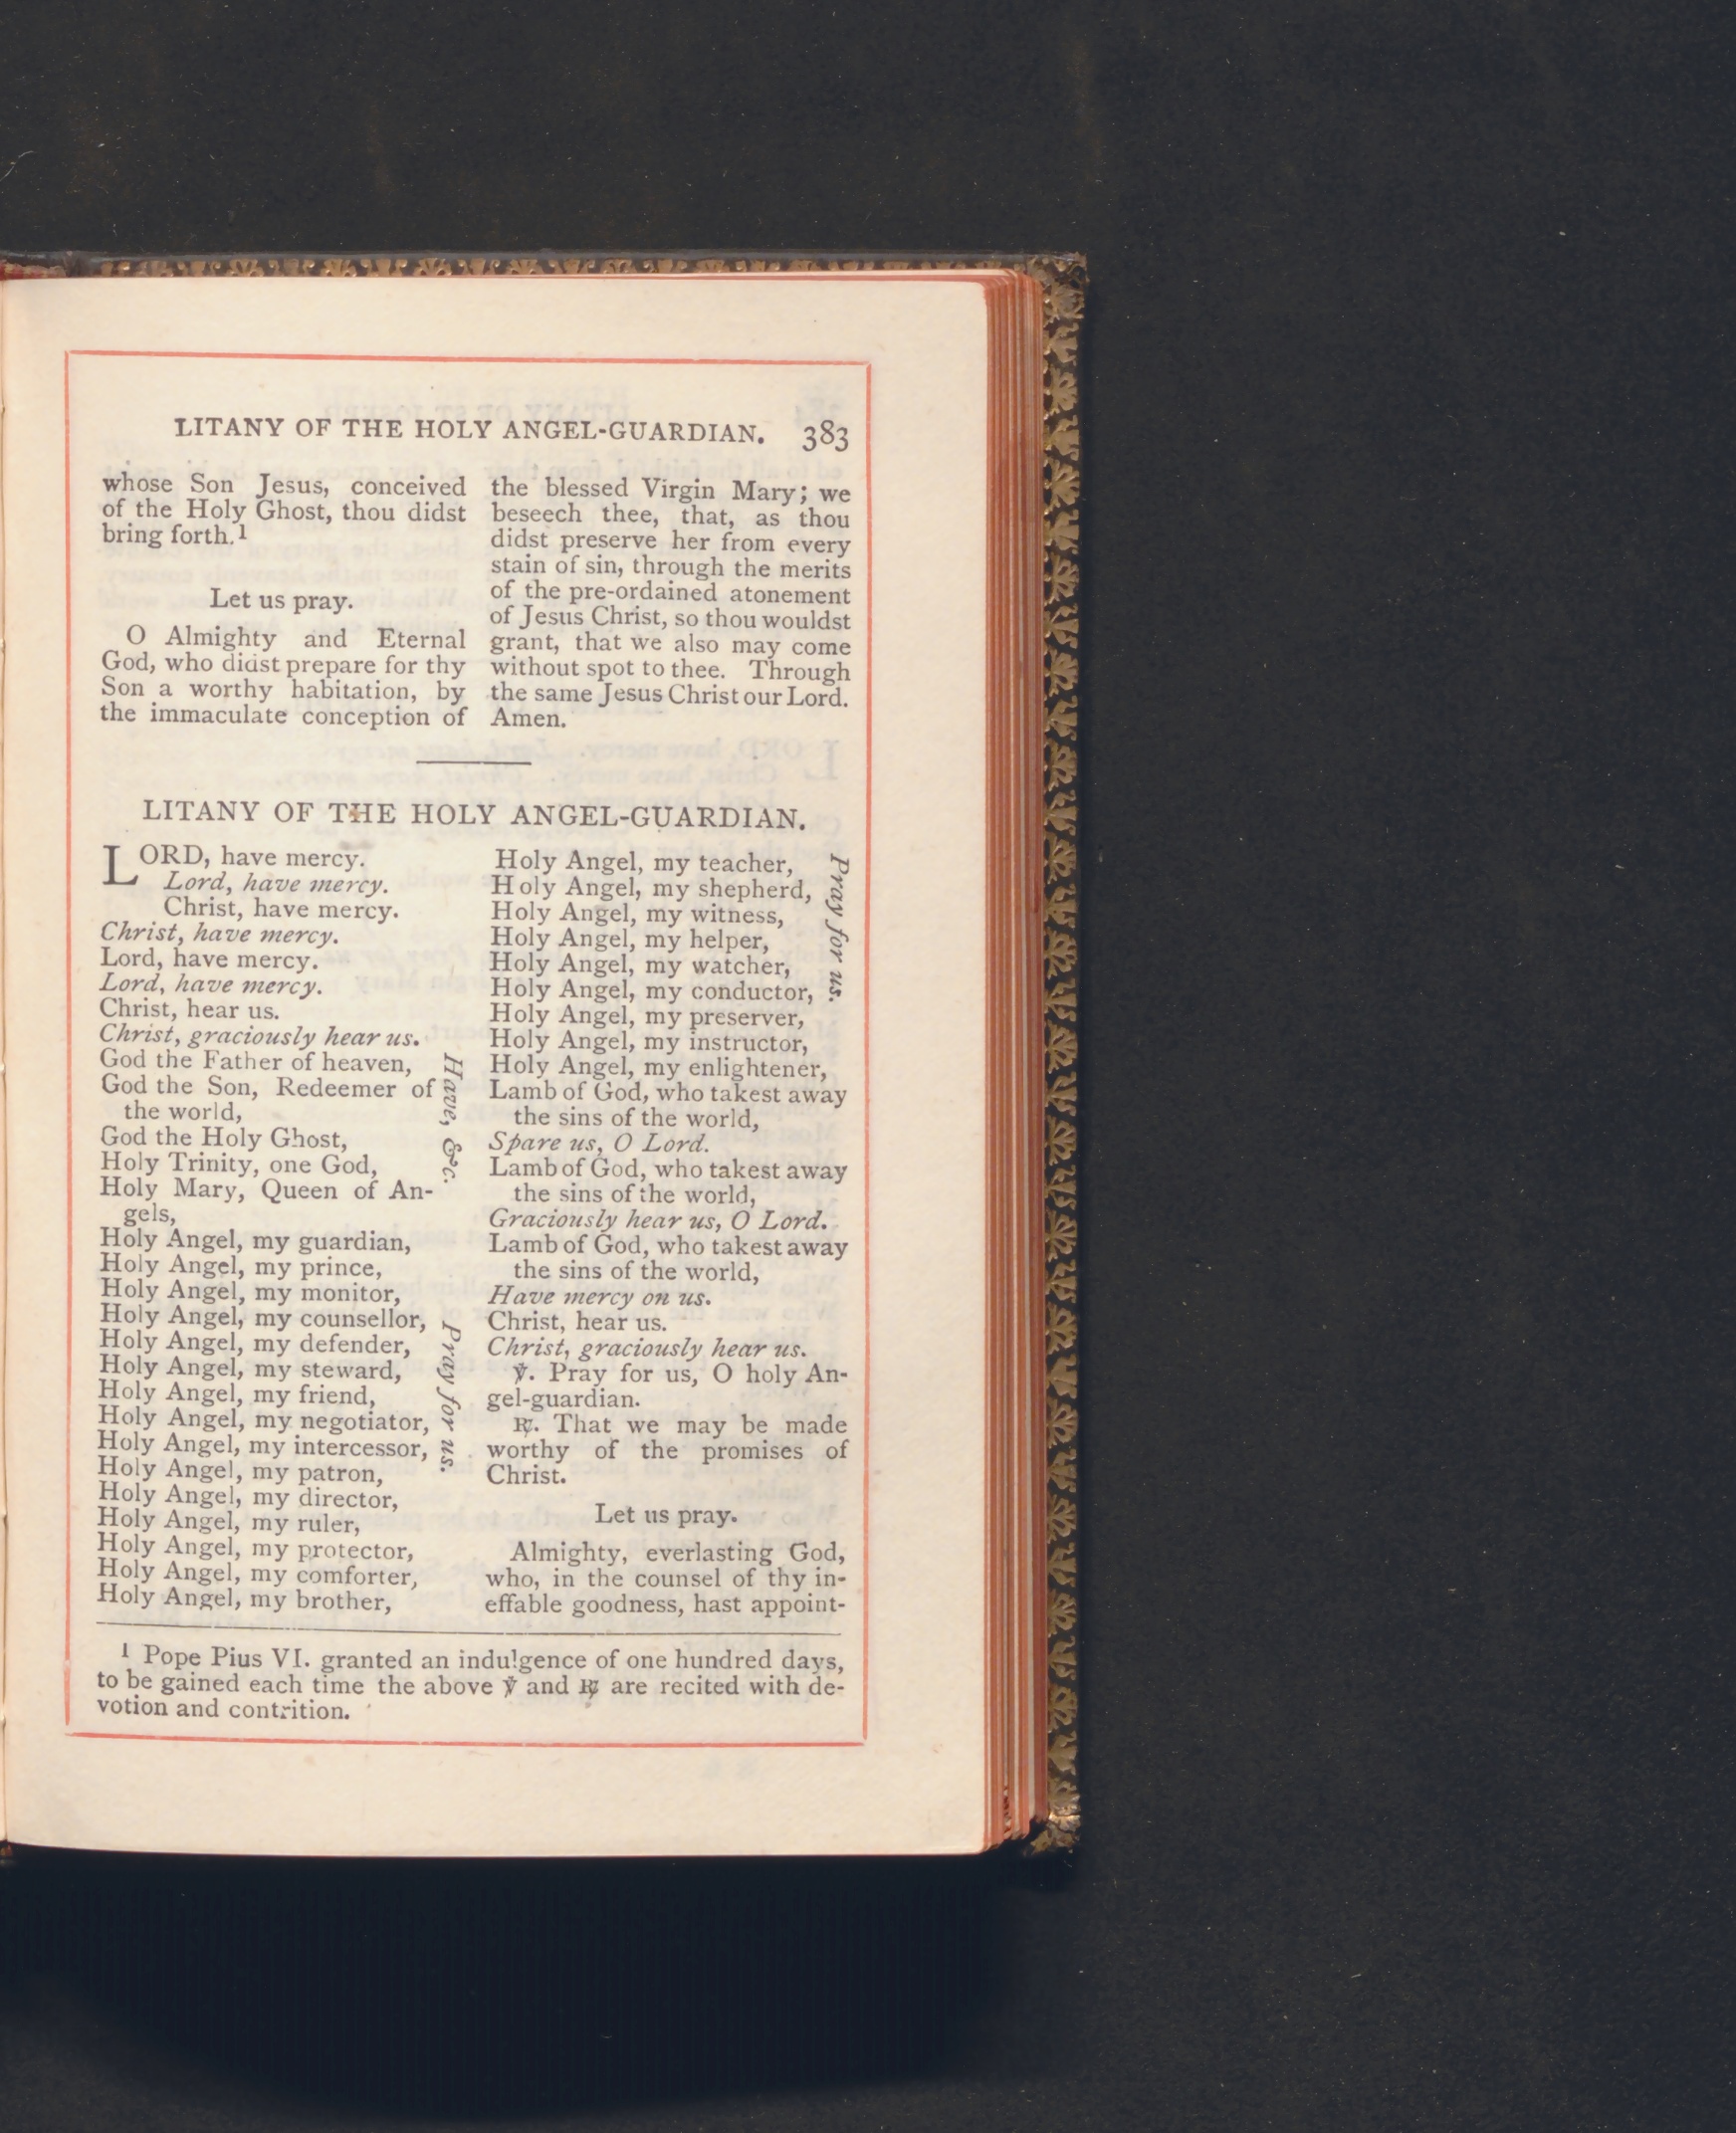 LITANY OF THE HOLY ANGEL-GUARDIAN. 383
whose Son Jesus, conceived
of the Holy Ghost, thou didst
bring forth.1
Let us pray.
O Almighty and Eternal
God, who didst prepare for thy
Son a worthy habitation, by
the immaculate conception of
the blessed Virgin Mary; we
beseech thee, that, as thou
didst preserve her from every
stain of sin, through the merits
of the pre-ordained atonement
of Jesus Christ, so thou wouldst
grant, that we also may come
without spot to thee. Through
the same Jesus Christ our Lord.
Amen.
LITANY OF THE HOLY ANGEL-GUARDIAN.
LORD, have mercy.
Lord, have mercy.
Christ, have mercy.
Christ, have mercy.
Lord, have mercy.
Lord, have mercy.
Christ, hear us.
Christ, graciously hear us.
God the Father of heaven,
God the Son, Redeemer of
the world,
God the Holy Ghost,
Holy Trinity, one God,
Have, &c.
Holy Mary, Queen of An-
gels,
Holy Angel, my guardian,
Holy Angel, my prince,
Holy Angel, my monitor,
Holy Angel, my counsellor,
Holy Angel, my defender,
Holy Angel, my steward,
Holy Angel, my friend,
Holy Angel, my negotiator,
Holy Angel, my intercessor,
Holy Angel, my patron,
Holy Angel, my director,
Holy Angel, my ruler,
Holy Angel, my protector,
Holy Angel, my comforter,
Holy Angel, my brother,
Pray for us.
Holy Angel, my teacher,
Holy Angel, my shepherd,
Holy Angel, my witness,
Holy Angel, my helper,
Holy Angel, my watcher,
Holy Angel, my conductor,
Holy Angel, my preserver,
Holy Angel, my instructor,
Holy Angel, my enlightener,
Pray for us.
Lamb of God, who takest away
the sins of the world,
Spare us, O Lord.
Lamb of God, who takest away
the sins of the world,
Graciously hear us, O Lord.
Lamb of God, who takest away
the sins of the world,
Have mercy on us.
Christ, hear us.
Christ, graciously hear us.
℣. Pray for us, O holy An-
gel-guardian.
℟. That we may be made
worthy of the promises of
Christ.
Let us pray.
Almighty, everlasting God,
who, in the counsel of thy in-
effable goodness, hast appoint-
1 Pope Pius VI. granted an indulgence of one hundred days,
to be gained each time the above ℣ and ℟ are recited with de-
votion and contrition.